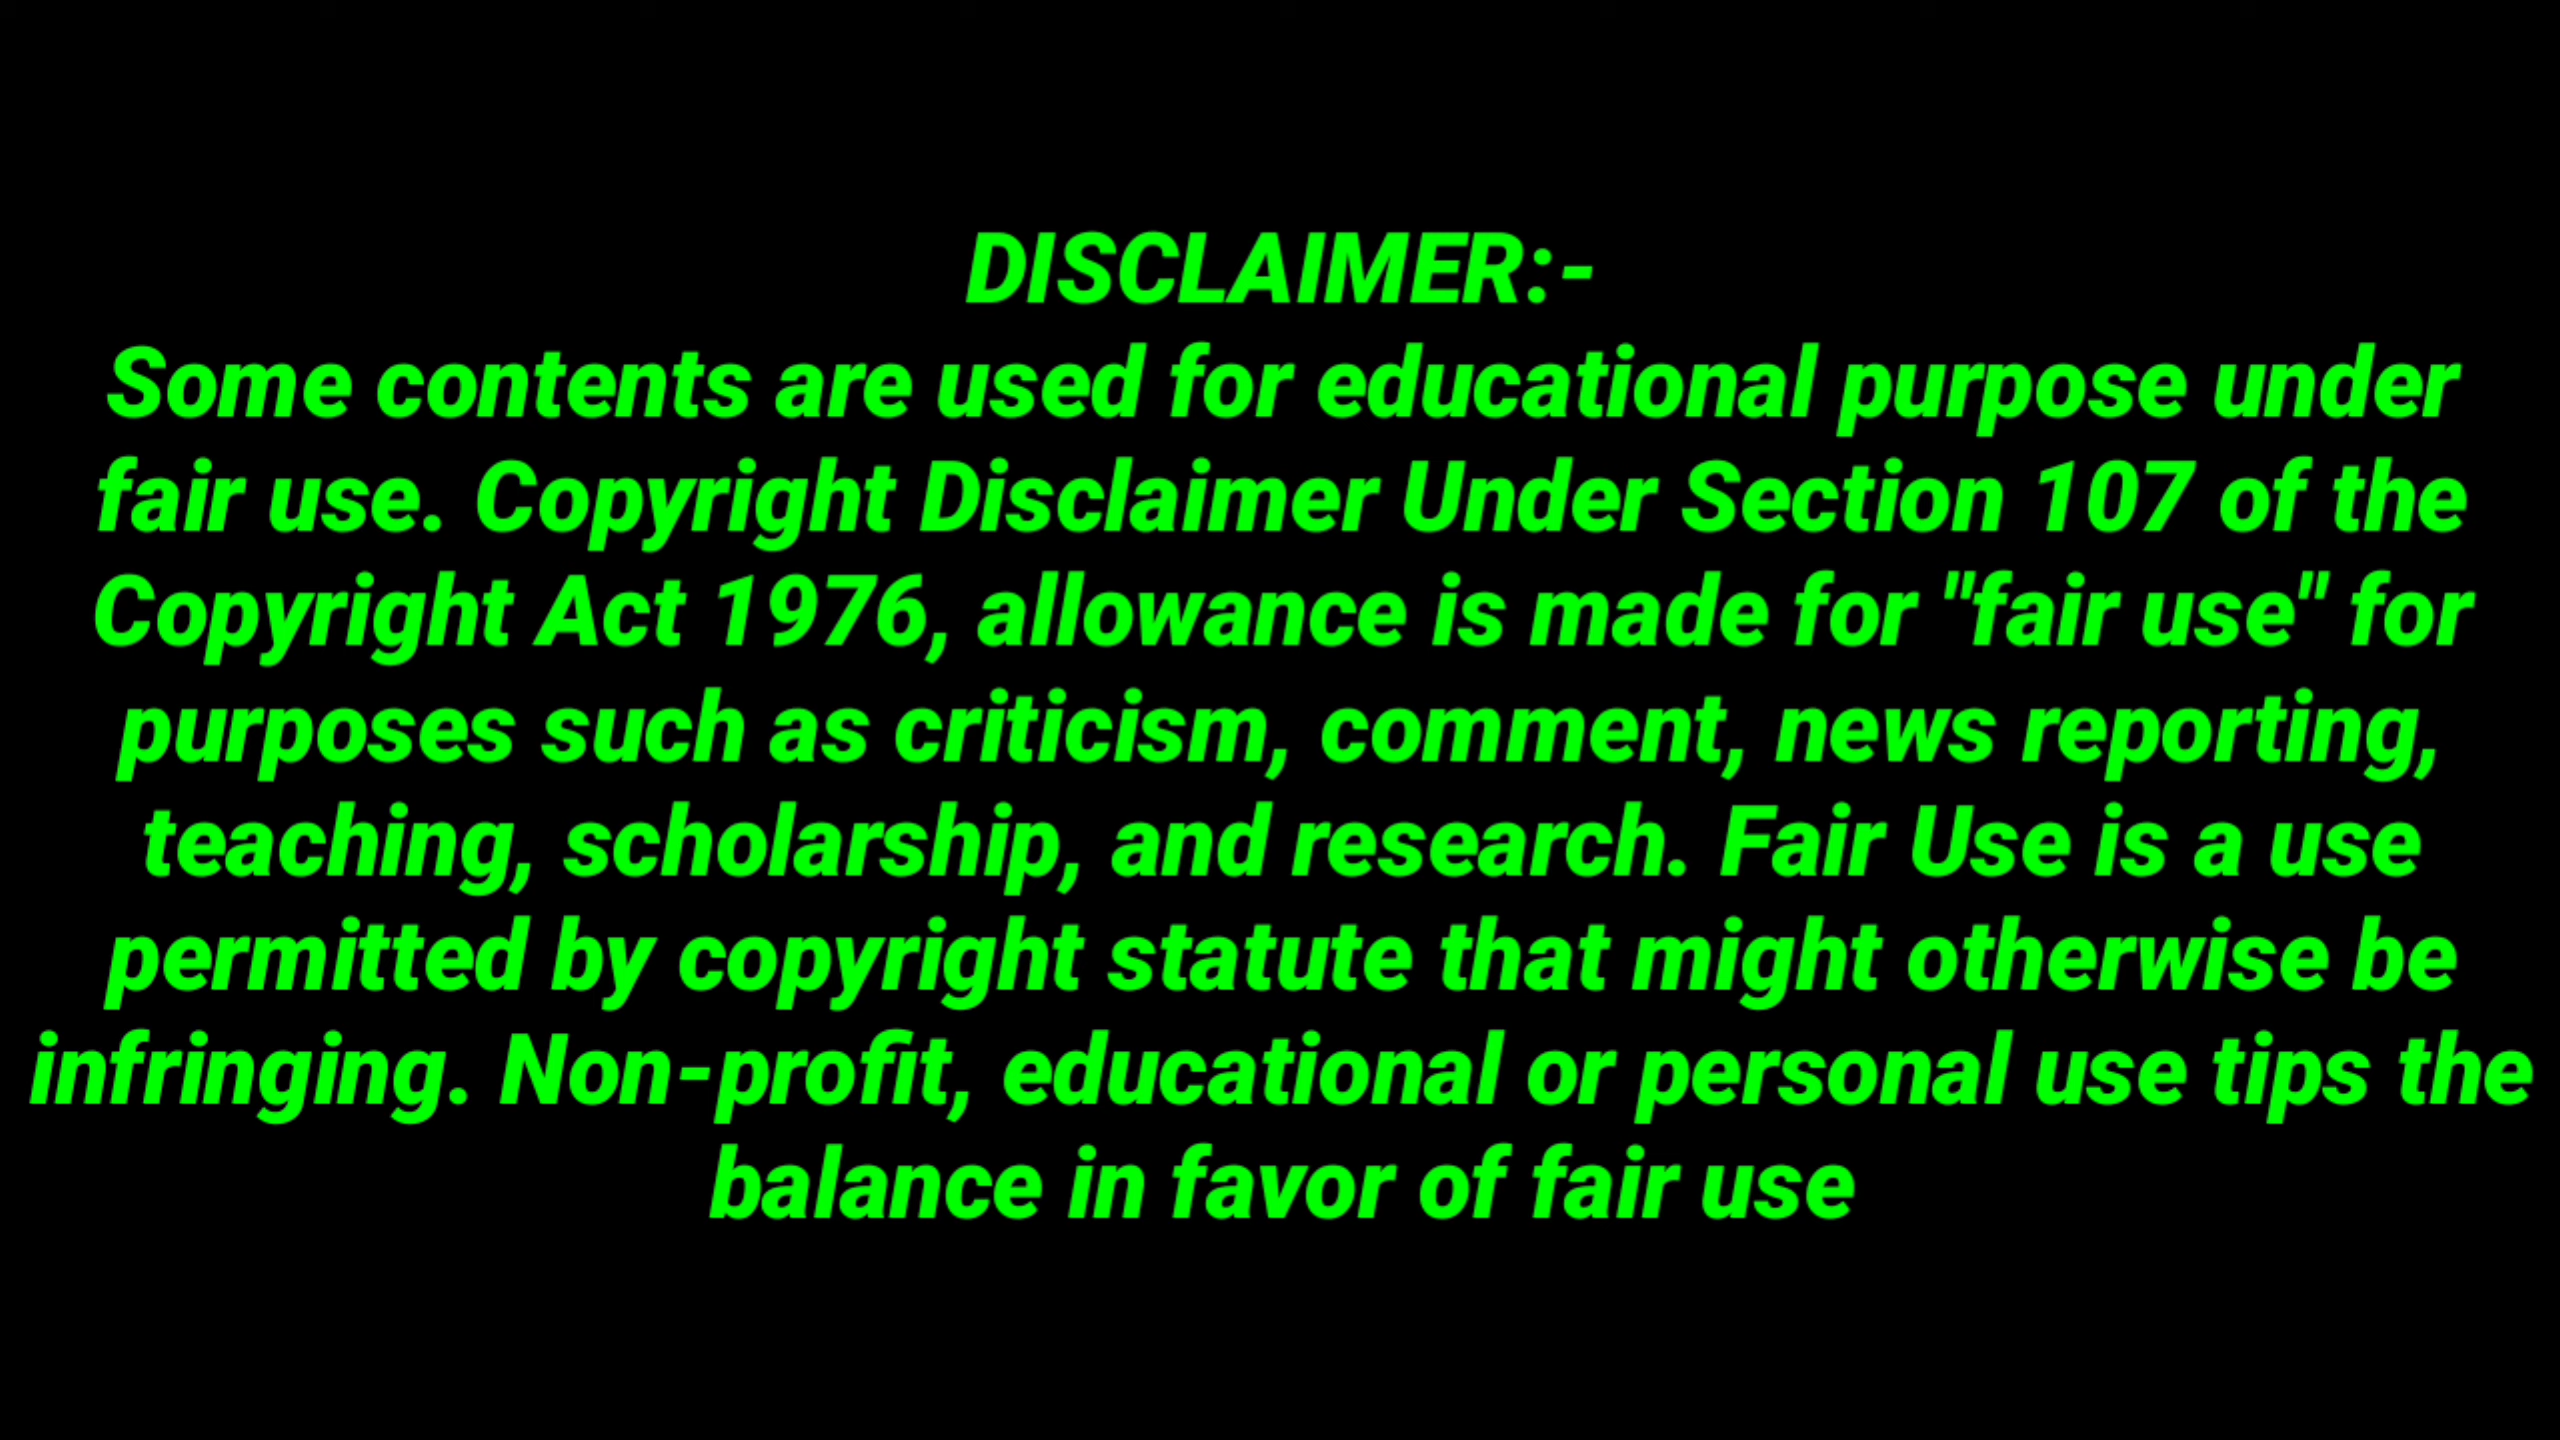 DISCLAIMER:-
Some contents are used for educational purpose under
fair use. Copyright Disclaimer Under Section 107 of the
Copyright Act 1976, allowance is made for "fair use" for
purposes such as criticism, comment, news reporting,
teaching, scholarship, and research. Fair Use is a use
permitted by copyright statute that might otherwise be
infringing. Non-profit, educational or personal use tips the
balance in favor of fair use